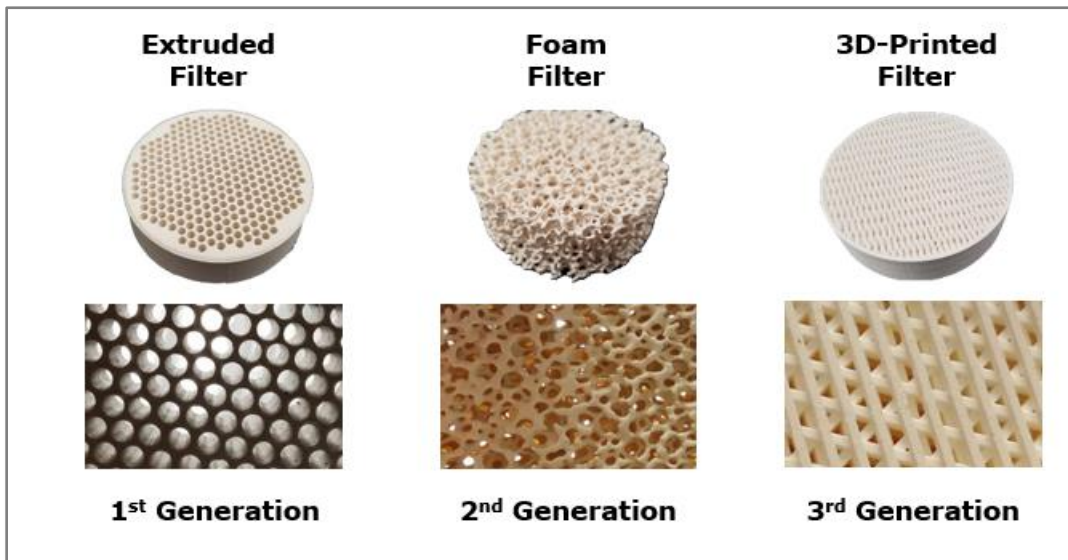 Extruded
Filter
Foam
Filter
3D-Printed
Filter
1st Generation
2nd Generation
3rd Generation